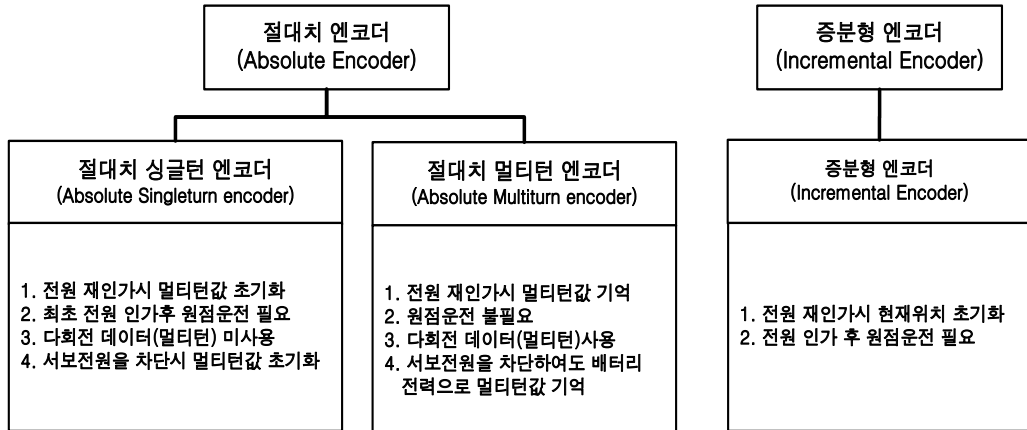 절대치 엔코더
(Absolute Encoder)
증분형 엔코더
(Incremental Encoder)
절대치 싱글턴 엔코더
(Absolute Singleturn encoder)
1. 전원 재인가시 멀티턴값 초기화
2. 최초 전원 인가후 원점운전 필요
3. 다회전 데이터(멀티턴) 미사용
4. 서보전원을 차단시 멀티턴값 초기화
절대치 멀티턴 엔코더
(Absolute Multiturn encoder)
1. 전원 재인가시 멀티턴값 기억
2. 원점운전 불필요
3. 다회전 데이터(멀티턴)사용
4. 서보전원을 차단하여도 배터리
전력으로 멀티턴값 기억
증분형 엔코더
(Incremental Encoder)
1. 전원 재인가시 현재위치 초기화
2. 전원 인가 후 원점운전 필요